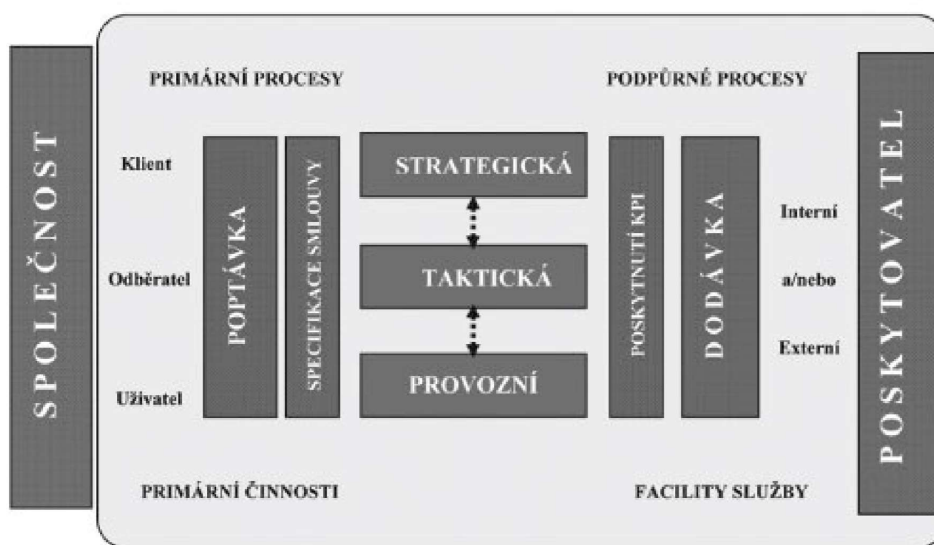 SPOLEČNOST
PRIMÁRNÍ PROCESY
Klient
Odběratel
Uživatel
PRIMÁRNÍ ČINNOSTI
POPTÁVKA
SPECIFIKACE SMLOUVY
STRATEGICKÁ
TAKTICKÁ
PROVOZNÍ
PODPŮRNÉ PROCESY
POSKYTNUTÍ KPI
DODÁVKA
Interní
a/nebo
Externí
FACILITY SLUŽBY
POSKYTOVATEL